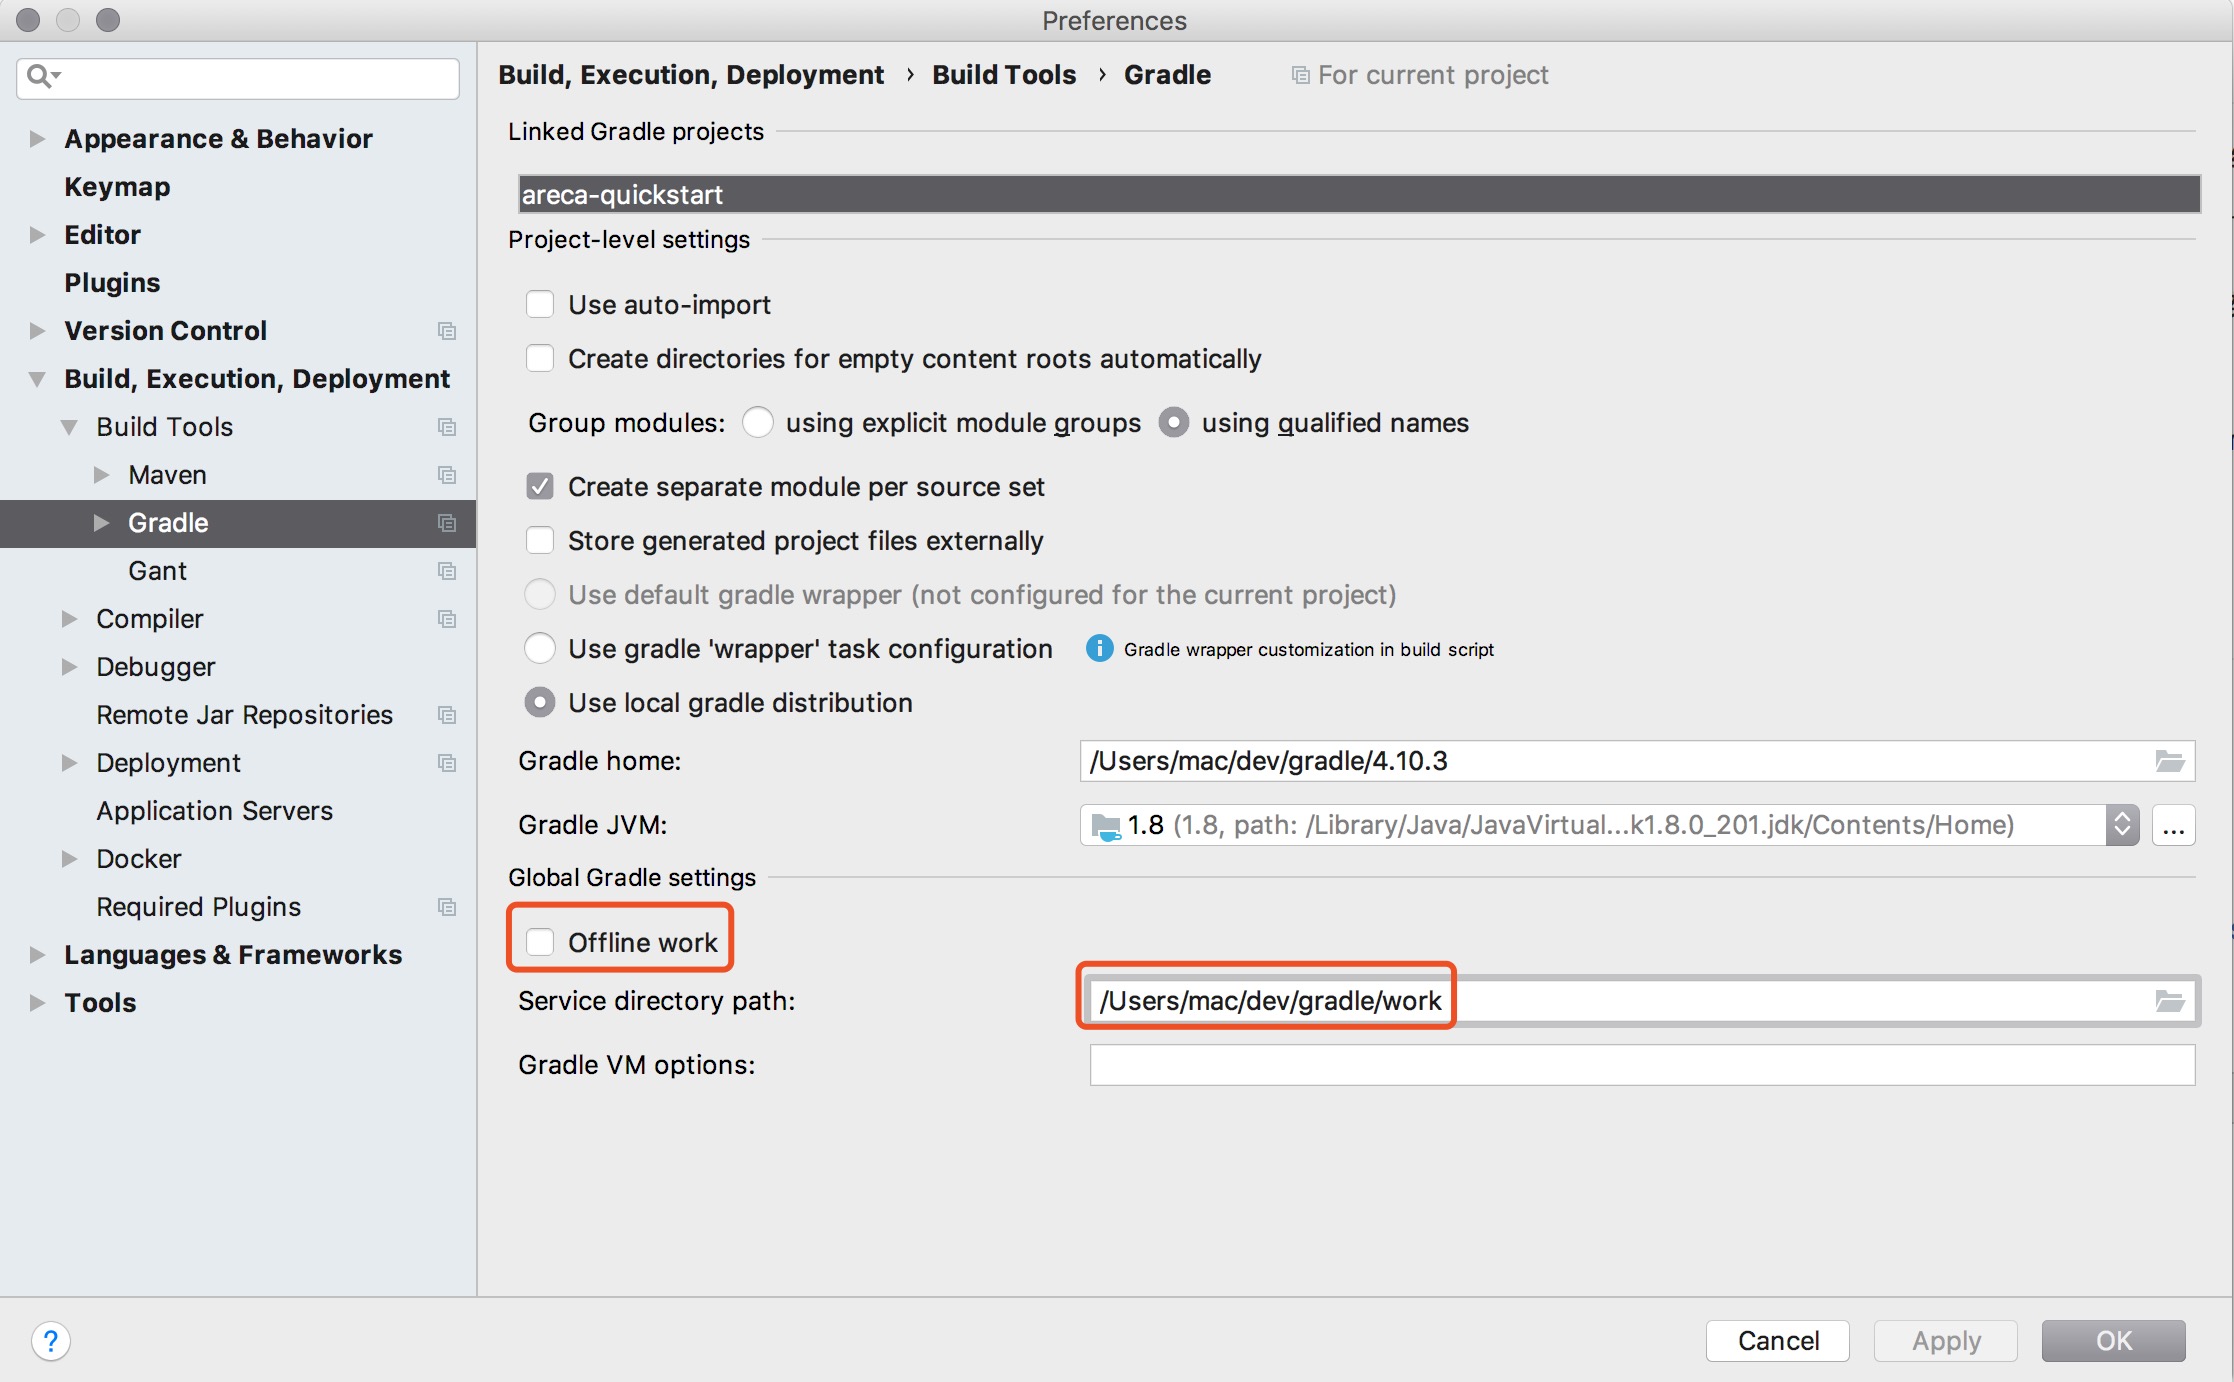 Preferences
Appearance & Behavior
Keymap
Editor
Plugins
Version Control
Build, Execution, Deployment
Build Tools
Maven
Gradle
Gant
Compiler
Debugger
Remote Jar Repositories
Deployment
Application Servers
Docker
Required Plugins
Languages & Frameworks
Tools
Build, Execution, Deployment › Build Tools › Gradle For current project
Linked Gradle projects
areca-quickstart
Project-level settings
Use auto-import
Create directories for empty content roots automatically
Group modules: using explicit module groups using qualified names
Create separate module per source set
Store generated project files externally
Use default gradle wrapper (not configured for the current project)
Use gradle 'wrapper' task configuration Gradle wrapper customization in build script
Use local gradle distribution
Gradle home: /Users/mac/dev/gradle/4.10.3
Gradle JVM: 1.8 (1.8, path: /Library/Java/JavaVirtual...k1.8.0_201.jdk/Contents/Home) ...
Global Gradle settings
Offline work
Service directory path: /Users/mac/dev/gradle/work
Gradle VM options:
? Cancel Apply OK